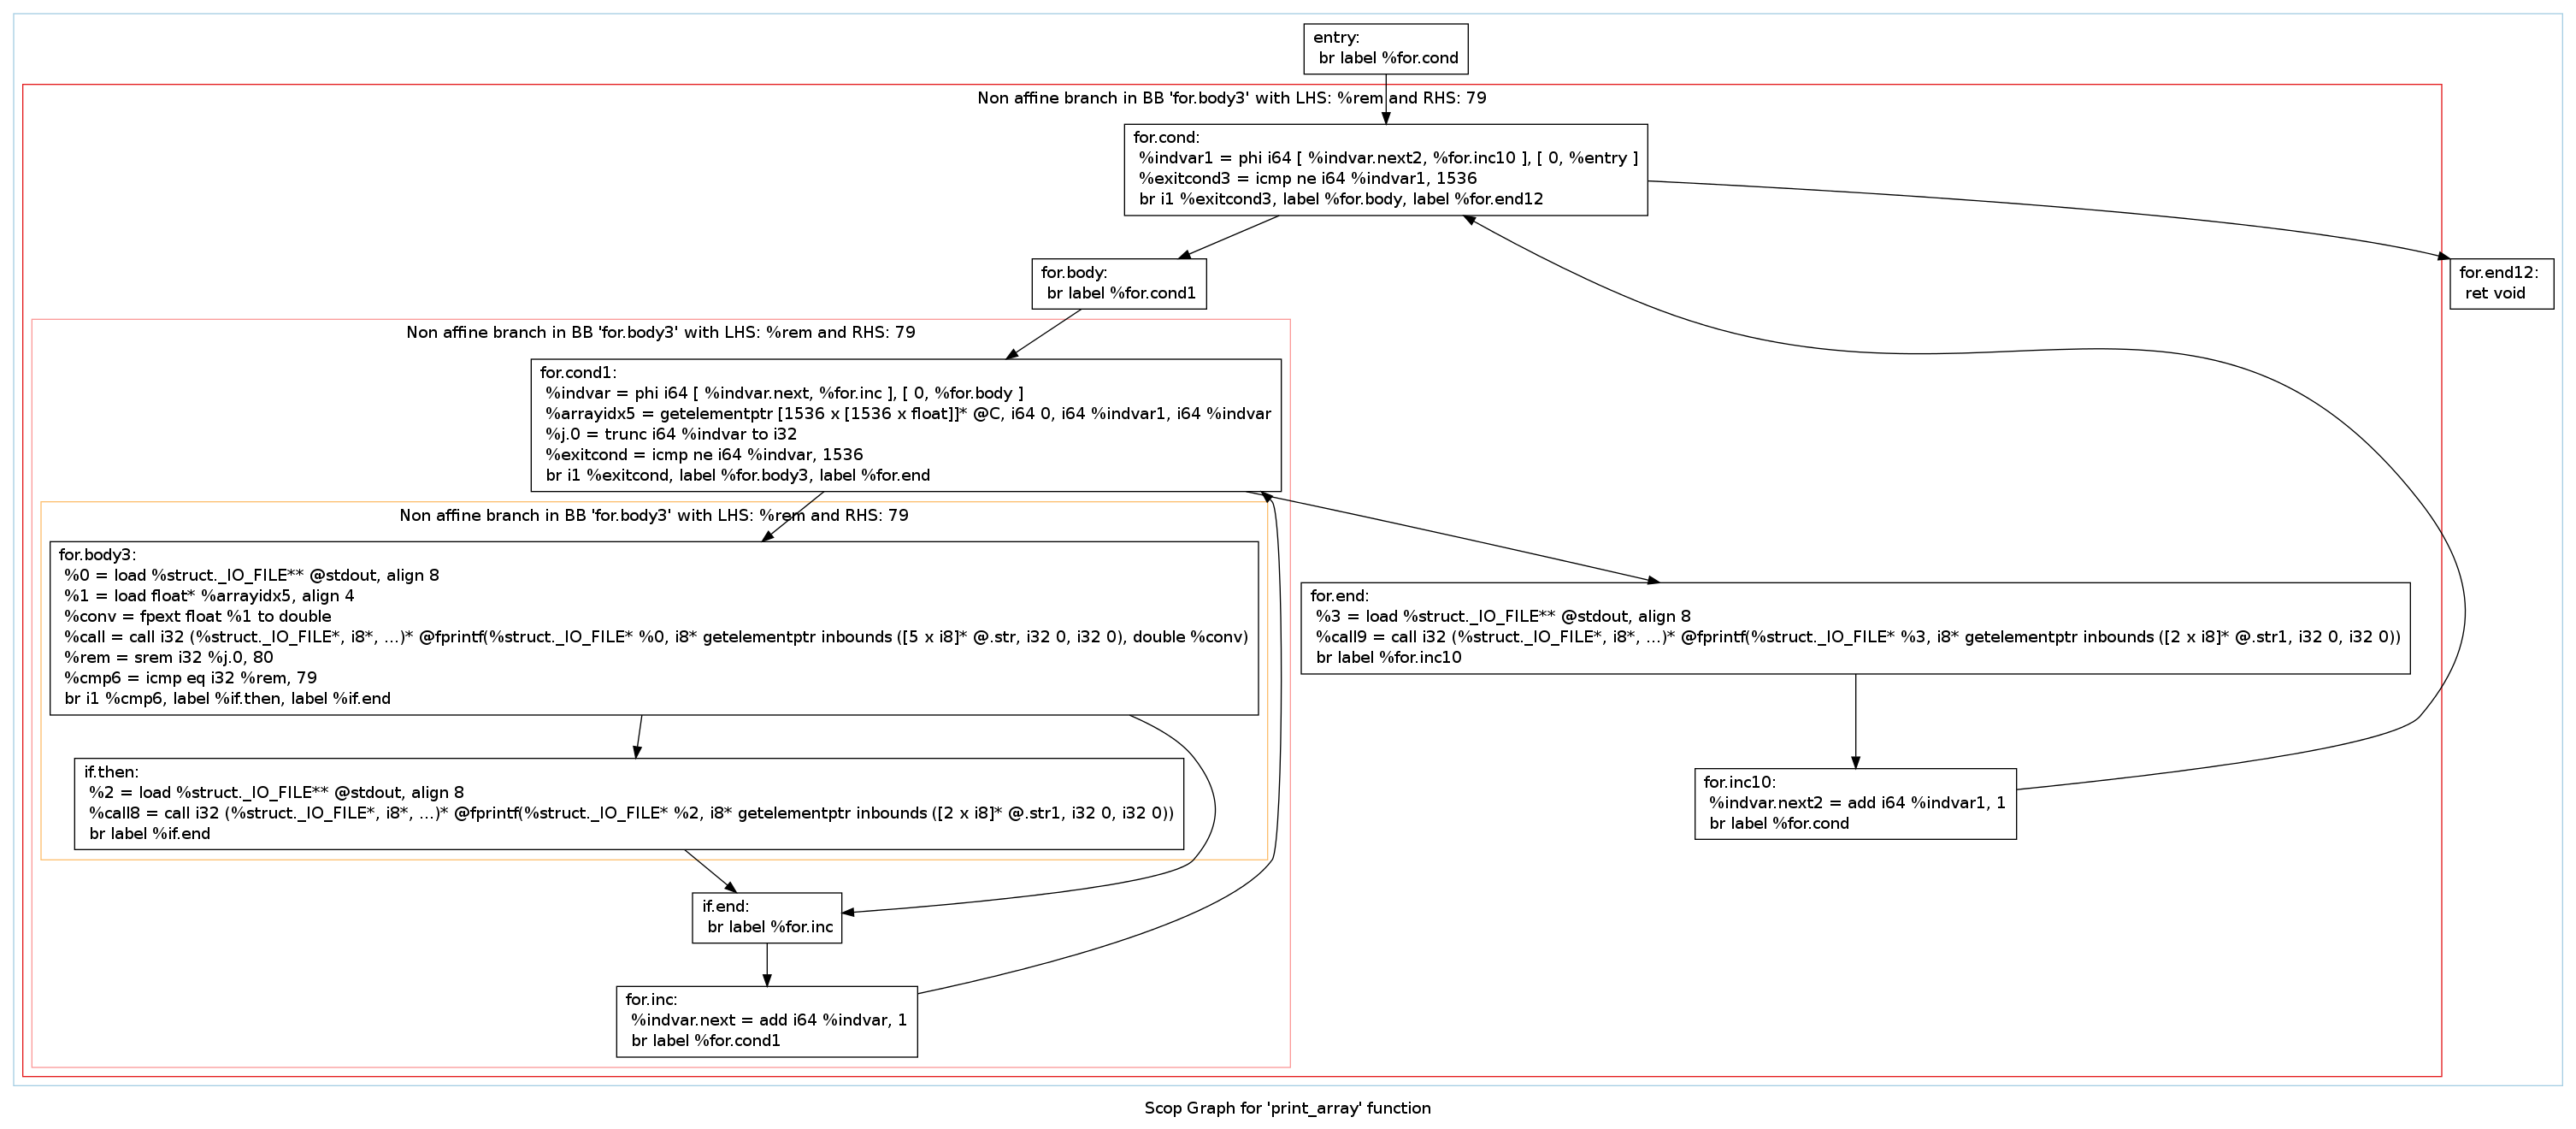 entry:
br label %for.cond
Non affine branch in BB 'for.body3' with LHS: %rem and RHS: 79
for.cond:
%indvar1 = phi i64 [ %indvar.next2, %for.inc10 ], [ 0, %entry ]
%exitcond3 = icmp ne i64 %indvar1, 1536
br i1 %exitcond3, label %for.body, label %for.end12
for.body:
br label %for.cond1
for.end12:
ret void
Non affine branch in BB 'for.body3' with LHS: %rem and RHS: 79
for.cond1:
%indvar = phi i64 [ %indvar.next, %for.inc ], [ 0, %for.body ]
%arrayidx5 = getelementptr [1536 x [1536 x float]]* @C, i64 0, i64 %indvar1, i64 %indvar
%j.0 = trunc i64 %indvar to i32
%exitcond = icmp ne i64 %indvar, 1536
br i1 %exitcond, label %for.body3, label %for.end
Non affine branch in BB 'for.body3' with LHS: %rem and RHS: 79
for.body3:
%0 = load %struct._IO_FILE** @stdout, align 8
%1 = load float* %arrayidx5, align 4
%conv = fpext float %1 to double
%call = call i32 (%struct._IO_FILE*, i8*, ...)* @fprintf(%struct._IO_FILE* %0, i8* getelementptr inbounds ([5 x i8]* @.str, i32 0, i32 0), double %conv)
%rem = srem i32 %j.0, 80
%cmp6 = icmp eq i32 %rem, 79
br i1 %cmp6, label %if.then, label %if.end
for.end:
%3 = load %struct._IO_FILE** @stdout, align 8
%call9 = call i32 (%struct._IO_FILE*, i8*, ...)* @fprintf(%struct._IO_FILE* %3, i8* getelementptr inbounds ([2 x i8]* @.str1, i32 0, i32 0))
br label %for.inc10
if.then:
%2 = load %struct._IO_FILE** @stdout, align 8
%call8 = call i32 (%struct._IO_FILE*, i8*, ...)* @fprintf(%struct._IO_FILE* %2, i8* getelementptr inbounds ([2 x i8]* @.str1, i32 0, i32 0))
br label %if.end
for.inc10:
%indvar.next2 = add i64 %indvar1, 1
br label %for.cond
if.end:
br label %for.inc
for.inc:
%indvar.next = add i64 %indvar, 1
br label %for.cond1
Scop Graph for 'print_array' function